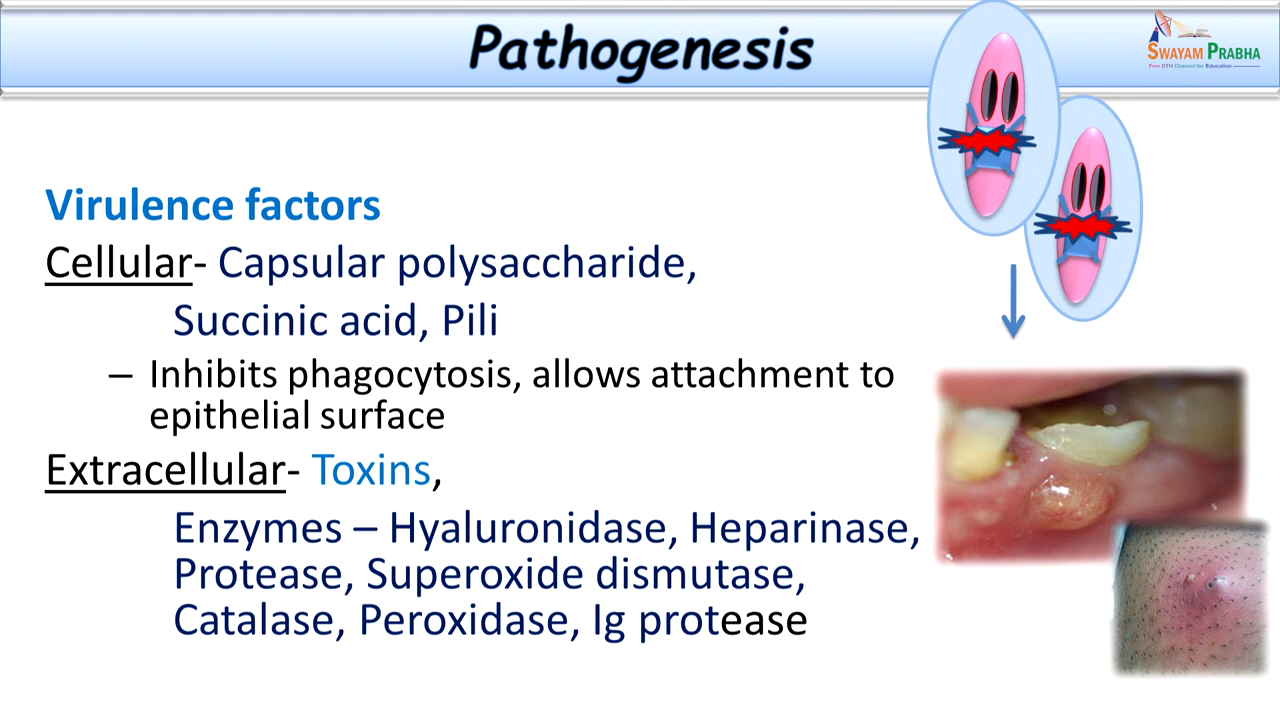 Pathogenesis
SWAYAM PRABHA
Free DTH Channel for Education
Virulence factors
Cellular- Capsular polysaccharide,
Succinic acid, Pili
– Inhibits phagocytosis, allows attachment to
epithelial surface
Extracellular- Toxins,
Enzymes – Hyaluronidase, Heparinase,
Protease, Superoxide dismutase,
Catalase, Peroxidase, Ig protease